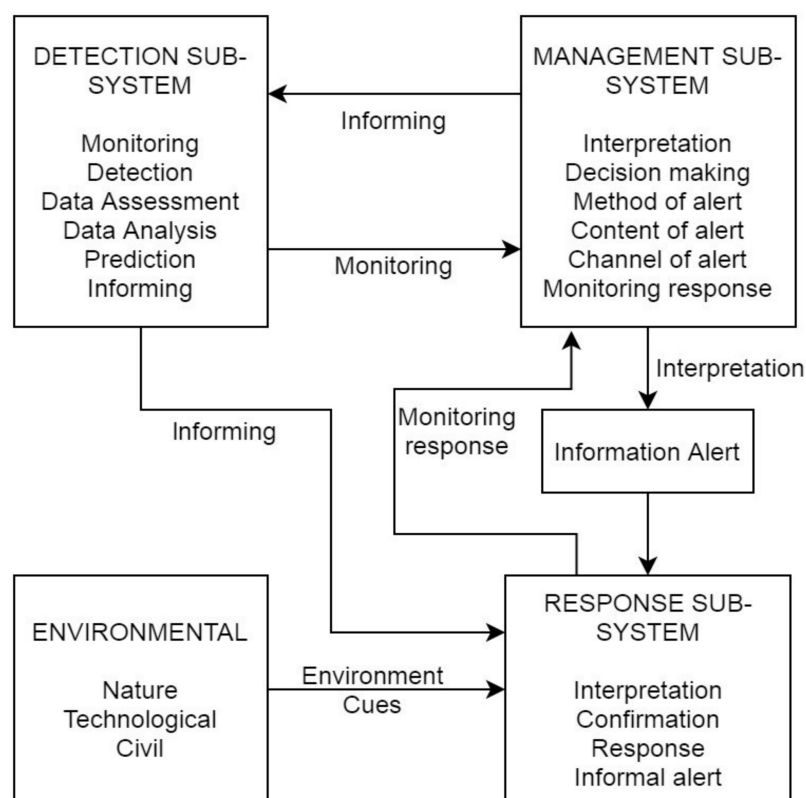 DETECTION SUB-
SYSTEM
Monitoring
Detection
Data Assessment
Data Analysis
Prediction
Informing
Informing
Monitoring
MANAGEMENT SUB-
SYSTEM
Interpretation
Decision making
Method of alert
Content of alert
Channel of alert
Monitoring response
Interpretation
Information Alert
Monitoring
response
Informing
ENVIRONMENTAL
Nature
Technological
Civil
Environment
Cues
RESPONSE SUB-
SYSTEM
Interpretation
Confirmation
Response
Informal alert